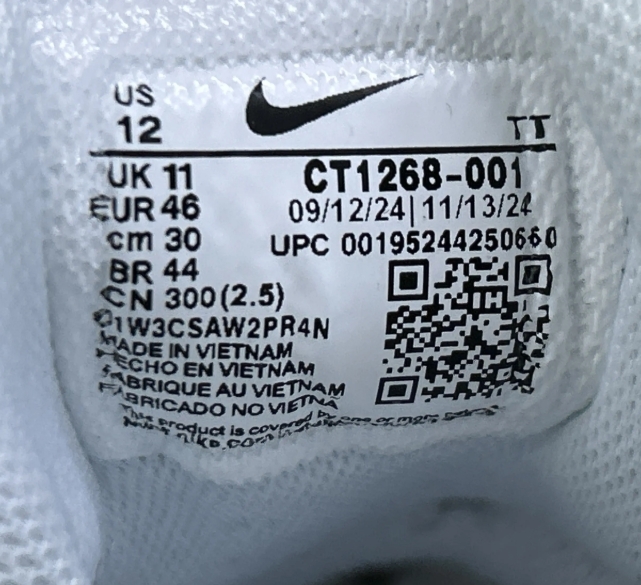 US
12
TT
UK 11
CT1268-001
EUR 46
09/12/24| 11/13/24
cm 30
UPC 00195244250660
BR 44
CN 300(2.5)
1W3CSAW2PR4N
MADE IN VIETNAM
HECHO EN VIETNAM
FABRIQUE AU VIETNAM
FABRICADO NO VIETNA
This product is covered by one or more